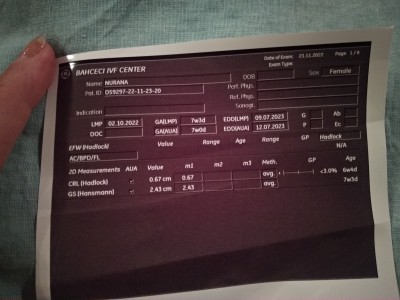 Date of Exam: 23.11.2022 Page 1 / 4
BAHCECI IVF CENTER Exam Type:
Name NURANA DOB Sex Female
Pat. ID DS9297-22-11-23-20 Perf. Phys.
Ref. Phys.
Indication Sonogr.
LMP 02.10.2022 GA(LMP) 7w3d EDD(LMP) 09.07.2023 G Ab
DOC GA(AUA) 7w0d EDD(AUA) 12.07.2023 P Ec
EFW (Hadlock) Value Range Age Range GP Hadlock
AC/BPD/FL N/A
2D Measurements AUA Value m1 m2 m3 Meth. GP Age
CRL (Hadlock) 0.67 cm 0.67 avg. <3.0% 6w4d
GS (Hansmann) 2.43 cm 2.43 avg. 7w3d